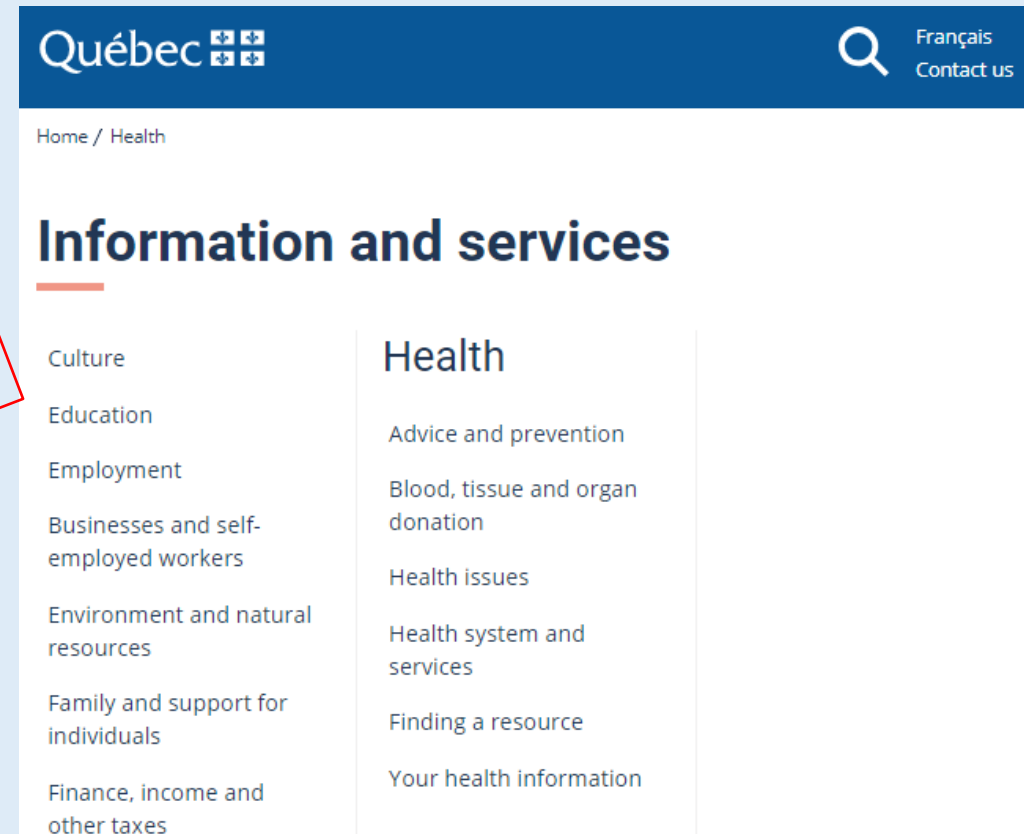 Québec
Français
Contact us
Home / Health
Information and services
Culture
Education
Employment
Businesses and self-
employed workers
Environment and natural
resources
Family and support for
individuals
Finance, income and
other taxes
Health
Advice and prevention
Blood, tissue and organ
donation
Health issues
Health system and
services
Finding a resource
Your health information